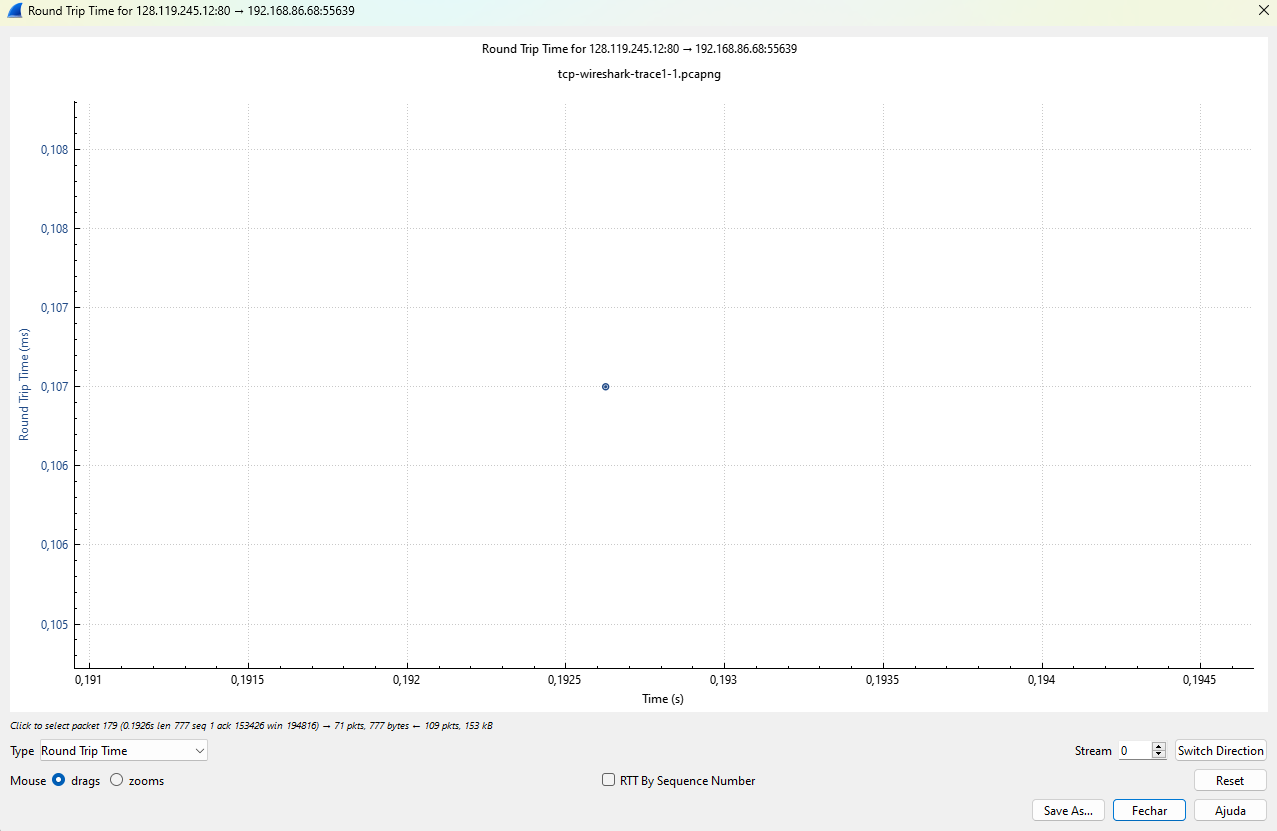 Round Trip Time for 128.119.245.12:80 → 192.168.86.68:55639
Round Trip Time for 128.119.245.12:80 → 192.168.86.68:55639
tcp-wireshark-trace1-1.pcapng
0,108
0,108
0,107
0,107
0,106
0,106
0,105
Round Trip Time (ms)
0,191 0,1915 0,192 0,1925 0,193 0,1935 0,194 0,1945
Time (s)
Click to select packet 179 (0.1926s len 777 seq 1 ack 153426 win 194816) → 71 pkts, 777 bytes ← 109 pkts, 153 kB
Type Round Trip Time Stream 0 Switch Direction
Mouse drags zooms RTT By Sequence Number Reset
Save As... Fechar Ajuda